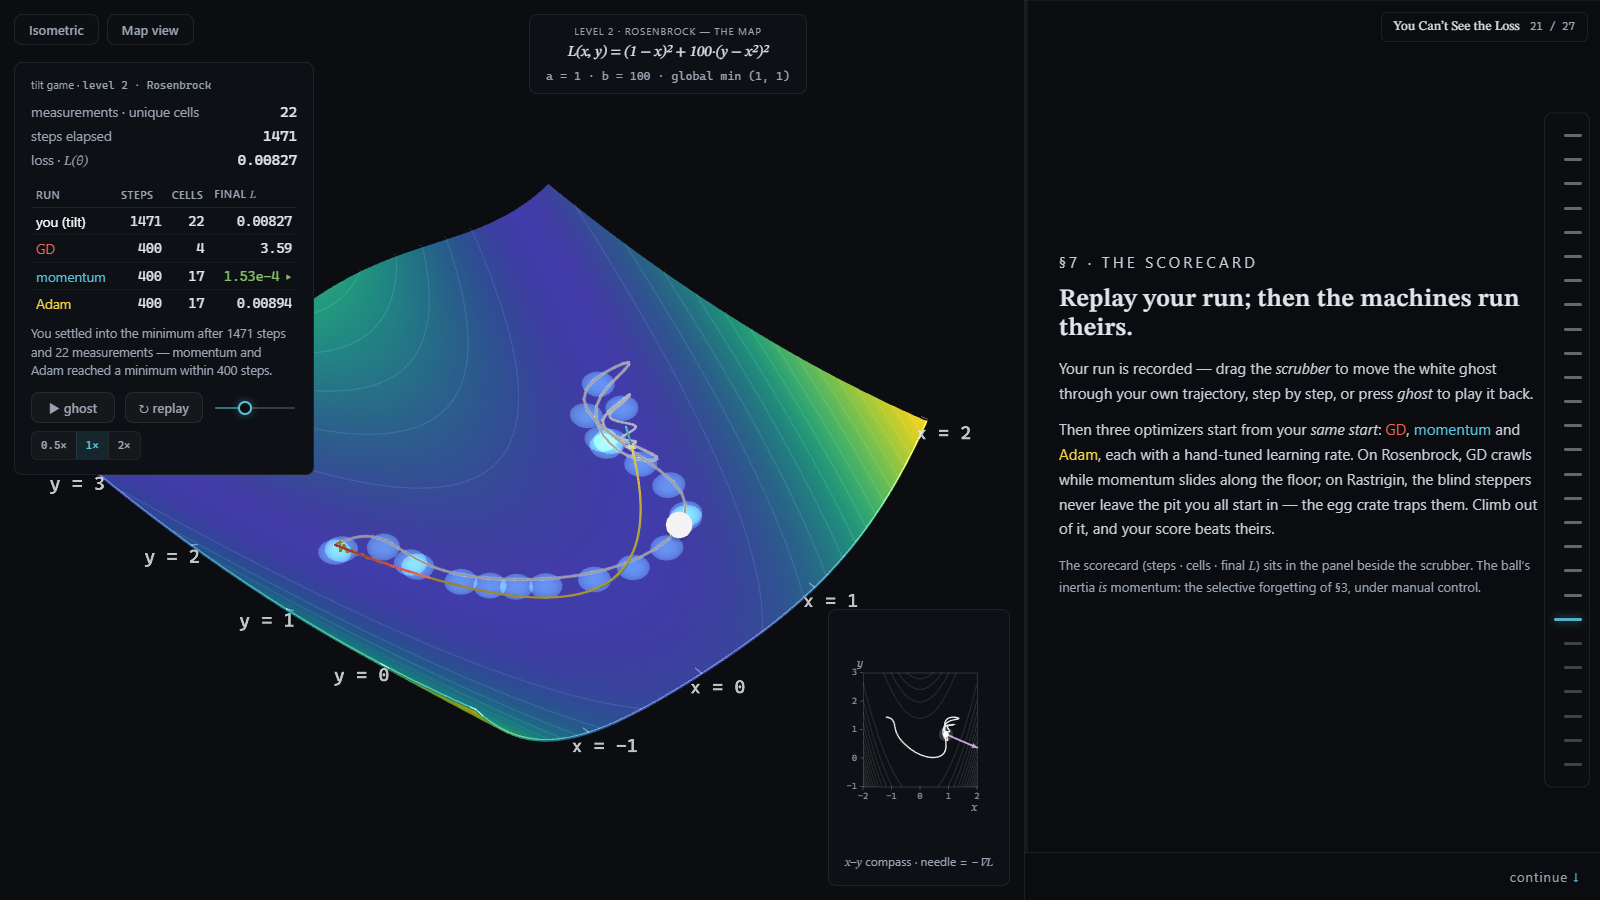 Isometric
Map view
LEVEL 2 · ROSENBROCK — THE MAP
L(x, y) = (1 − x)² + 100·(y − x²)²
a = 1 · b = 100 · global min (1, 1)
You Can't See the Loss 21 / 27
tilt game · level 2 · Rosenbrock
measurements · unique cells 22
steps elapsed 1471
loss · L(θ) 0.00827
RUN STEPS CELLS FINAL L
you (tilt) 1471 22 0.00827
GD 400 4 3.59
momentum 400 17 1.53e−4 ▸
Adam 400 17 0.00894
You settled into the minimum after 1471 steps
and 22 measurements — momentum and
Adam reached a minimum within 400 steps.
▶ ghost
↻ replay
0.5× 1× 2×
y = 3
y = 2
y = 1
y = 0
x = −1
x = 0
x = 1
x = 2
y
3
2
1
0
−1
−2 −1 0 1 2
x
x–y compass · needle = −∇L
§7 · THE SCORECARD
Replay your run; then the machines run
theirs.
Your run is recorded — drag the scrubber to move the white ghost
through your own trajectory, step by step, or press ghost to play it back.
Then three optimizers start from your same start: GD, momentum and
Adam, each with a hand-tuned learning rate. On Rosenbrock, GD crawls
while momentum slides along the floor; on Rastrigin, the blind steppers
never leave the pit you all start in — the egg crate traps them. Climb out
of it, and your score beats theirs.
The scorecard (steps · cells · final L) sits in the panel beside the scrubber. The ball's
inertia is momentum: the selective forgetting of §3, under manual control.
continue ↓